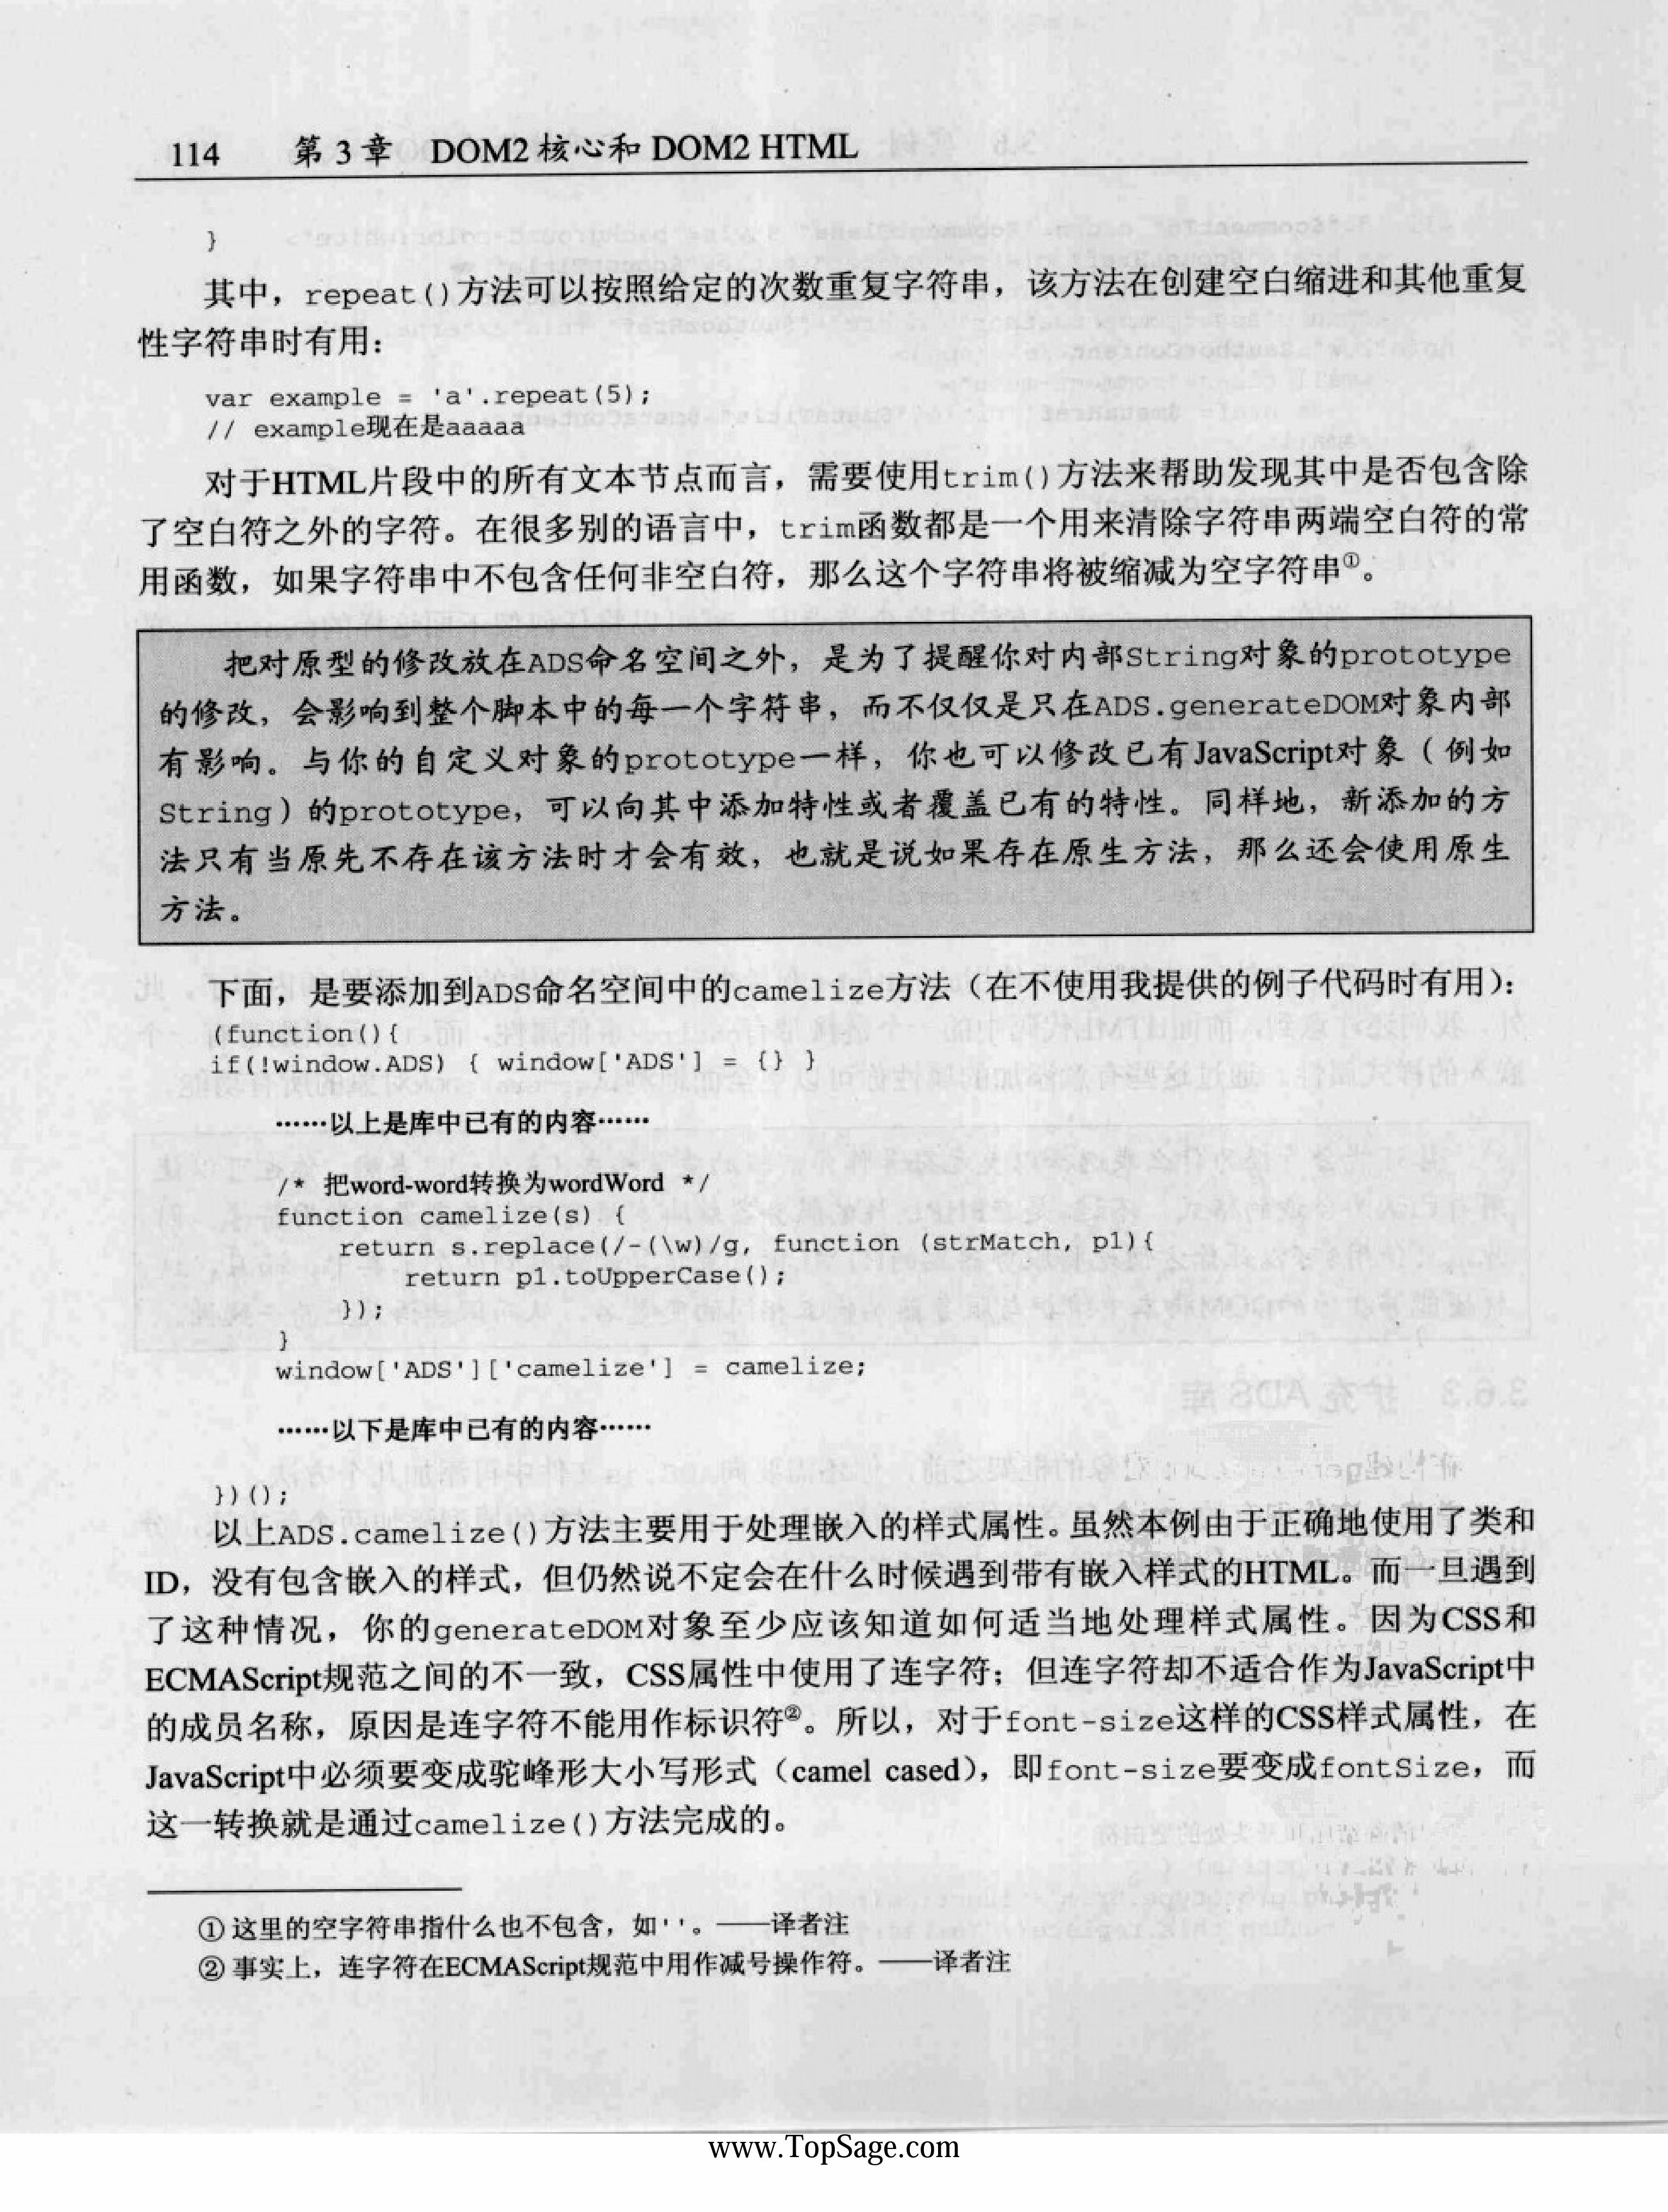 114 第 3 章 DOM2 核心和 DOM2 HTML
}
其中，repeat()方法可以按照给定的次数重复字符串，该方法在创建空白缩进和其他重复
性字符串时有用：
var example = 'a'.repeat(5);
// example现在是aaaaa
对于HTML片段中的所有文本节点而言，需要使用trim()方法来帮助发现其中是否包含除
了空白符之外的字符。在很多别的语言中，trim函数都是一个用来清除字符串两端空白符的常
用函数，如果字符串中不包含任何非空白符，那么这个字符串将被缩减为空字符串①。
把对原型的修改放在ADS命名空间之外，是为了提醒你对内部String对象的prototype
的修改，会影响到整个脚本中的每一个字符串，而不仅仅是只在ADS.generateDOM对象内部
有影响。与你的自定义对象的prototype一样，你也可以修改已有JavaScript对象（例如
String）的prototype，可以向其中添加特性或者覆盖已有的特性。同样地，新添加的方
法只有当原先不存在该方法时才会有效，也就是说如果存在原生方法，那么还会使用原生
方法。
下面，是要添加到ADS命名空间中的camelize方法（在不使用我提供的例子代码时有用）：
(function(){
if(!window.ADS) { window['ADS'] = {} }
……以上是库中已有的内容……
/* 把word-word转换为wordWord */
function camelize(s) {
return s.replace(/-(\w)/g, function (strMatch, p1){
return p1.toUpperCase();
});
}
window['ADS']['camelize'] = camelize;
……以下是库中已有的内容……
})();
以上ADS.camelize()方法主要用于处理嵌入的样式属性。虽然本例由于正确地使用了类和
ID，没有包含嵌入的样式，但仍然说不定会在什么时候遇到带有嵌入样式的HTML。而一旦遇到
了这种情况，你的generateDOM对象至少应该知道如何适当地处理样式属性。因为CSS和
ECMAScript规范之间的不一致，CSS属性中使用了连字符；但连字符却不适合作为JavaScript中
的成员名称，原因是连字符不能用作标识符②。所以，对于font-size这样的CSS样式属性，在
JavaScript中必须要变成驼峰形大小写形式（camel cased），即font-size要变成fontSize，而
这一转换就是通过camelize()方法完成的。
① 这里的空字符串指什么也不包含，如''。——译者注
② 事实上，连字符在ECMAScript规范中用作减号操作符。——译者注
www.TopSage.com